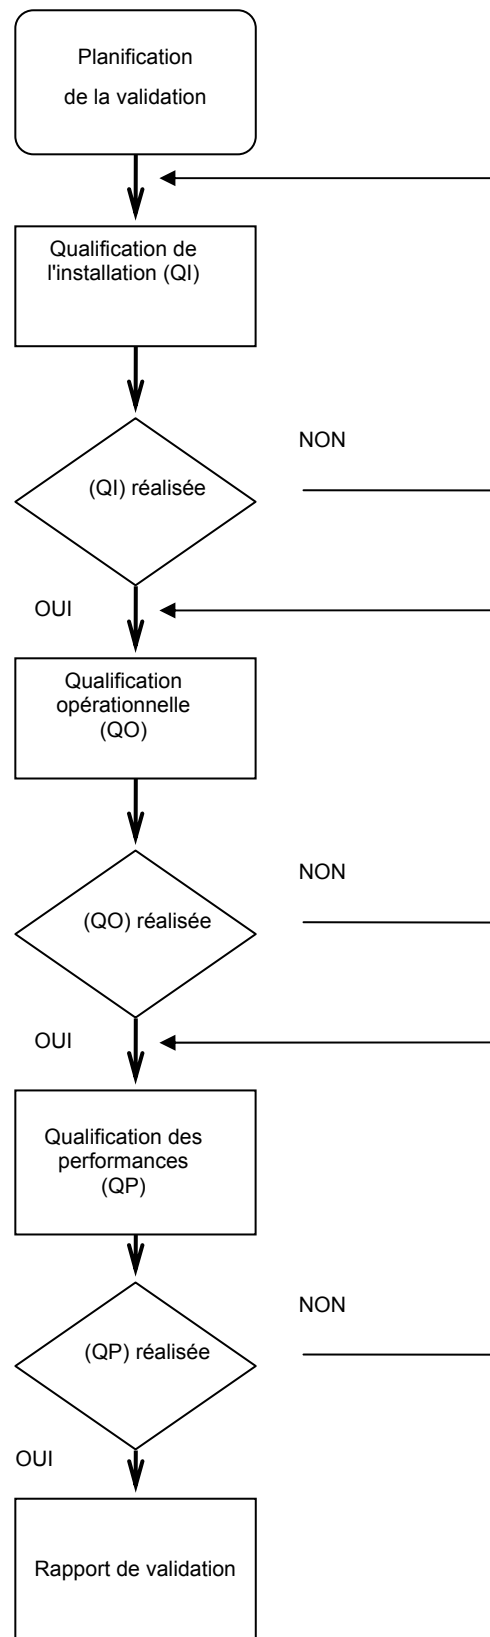 Planification
de la validation
Qualification de
l'installation (QI)
NON
(QI) réalisée
OUI
Qualification
opérationnelle
(QO)
NON
(QO) réalisée
OUI
Qualification des
performances
(QP)
NON
(QP) réalisée
OUI
Rapport de validation